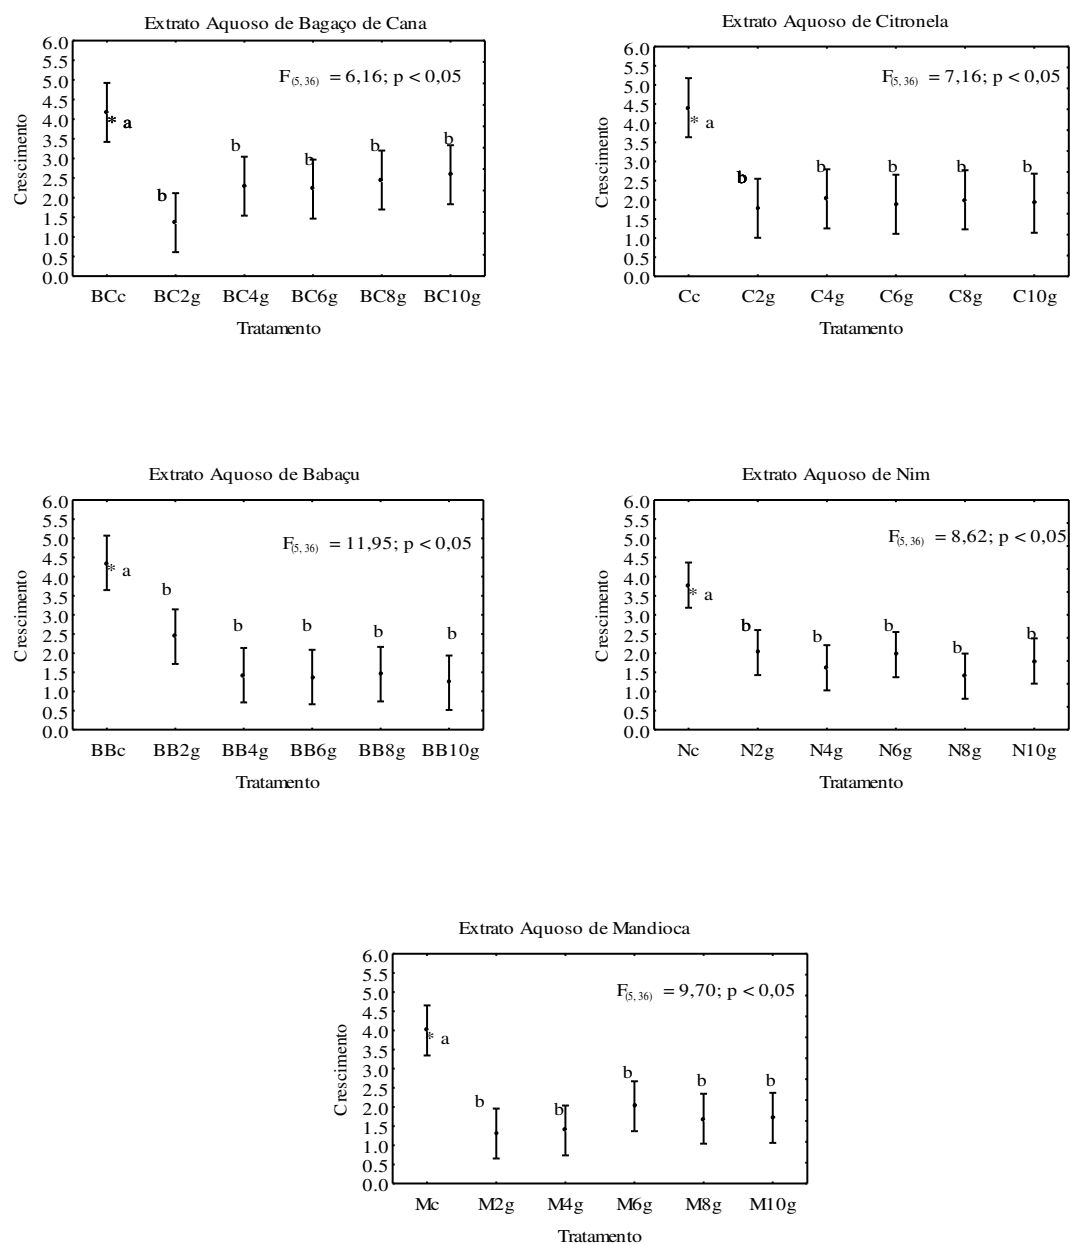 Extrato Aquoso de Bagaço de Cana
6.0
5.5
5.0
4.5
4.0
3.5
3.0
2.5
2.0
1.5
1.0
0.5
0.0
Crescimento
F(5, 36) = 6,16; p < 0,05
* a
b
b
b
b
b
BCc BC2g BC4g BC6g BC8g BC10g
Tratamento
Extrato Aquoso de Citronela
6.0
5.5
5.0
4.5
4.0
3.5
3.0
2.5
2.0
1.5
1.0
0.5
0.0
Crescimento
F(5, 36) = 7,16; p < 0,05
* a
b
b
b
b
b
Cc C2g C4g C6g C8g C10g
Tratamento
Extrato Aquoso de Babaçu
6.0
5.5
5.0
4.5
4.0
3.5
3.0
2.5
2.0
1.5
1.0
0.5
0.0
Crescimento
F(5, 36) = 11,95; p < 0,05
* a
b
b
b
b
b
BBc BB2g BB4g BB6g BB8g BB10g
Tratamento
Extrato Aquoso de Nim
6.0
5.5
5.0
4.5
4.0
3.5
3.0
2.5
2.0
1.5
1.0
0.5
0.0
Crescimento
F(5, 36) = 8,62; p < 0,05
* a
b
b
b
b
b
Nc N2g N4g N6g N8g N10g
Tratamento
Extrato Aquoso de Mandioca
6.0
5.5
5.0
4.5
4.0
3.5
3.0
2.5
2.0
1.5
1.0
0.5
0.0
Crescimento
F(5, 36) = 9,70; p < 0,05
* a
b
b
b
b
b
Mc M2g M4g M6g M8g M10g
Tratamento